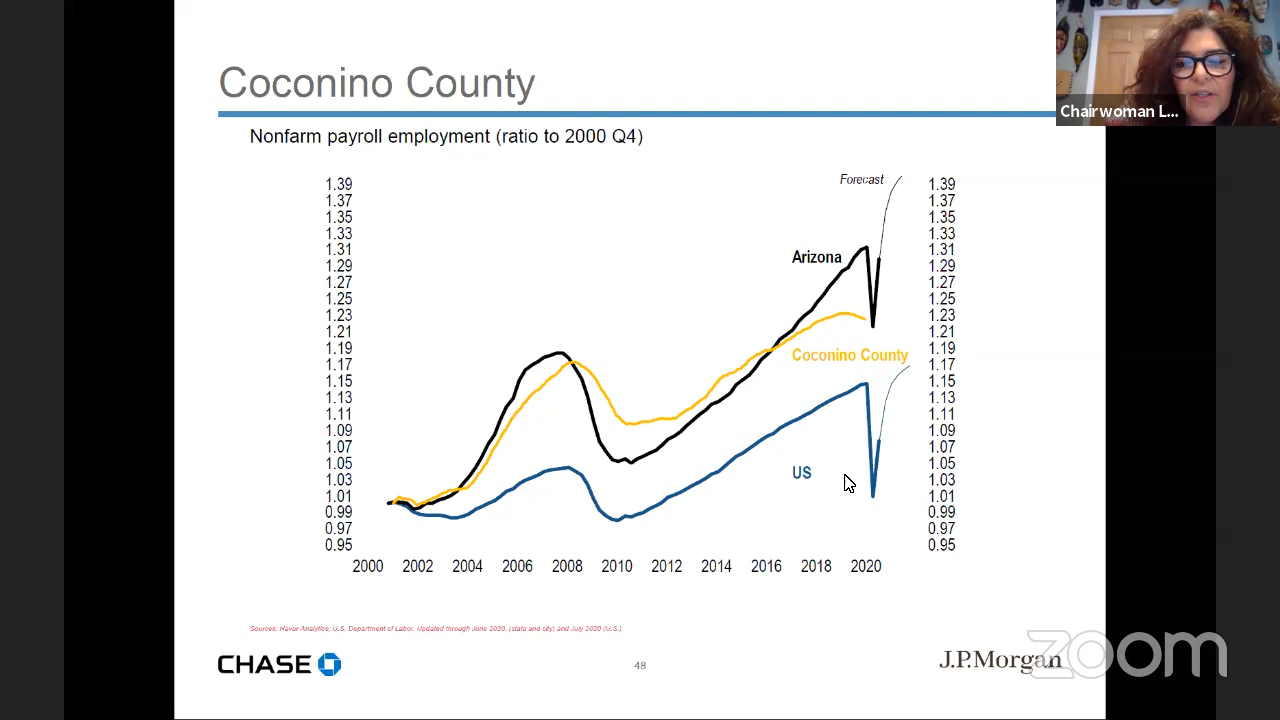 Coconino County
Chairwoman L...
Nonfarm payroll employment (ratio to 2000 Q4)
Forecast
1.39 1.39
1.37 1.37
1.35 1.35
1.33 1.33
1.31 1.31
Arizona
1.29 1.29
1.27 1.27
1.25 1.25
1.23 1.23
1.21 1.21
1.19 1.19
Coconino County
1.17 1.17
1.15 1.15
1.13 1.13
1.11 1.11
1.09 1.09
1.07 1.07
1.05 1.05
US
1.03 1.03
1.01 1.01
0.99 0.99
0.97 0.97
0.95 0.95
2000 2002 2004 2006 2008 2010 2012 2014 2016 2018 2020
Sources: Haver Analytics; U.S. Department of Labor. Updated through June 2020, (state and city) and July 2020 (U.S.)
CHASE
48
J.P.Morgan
zoom